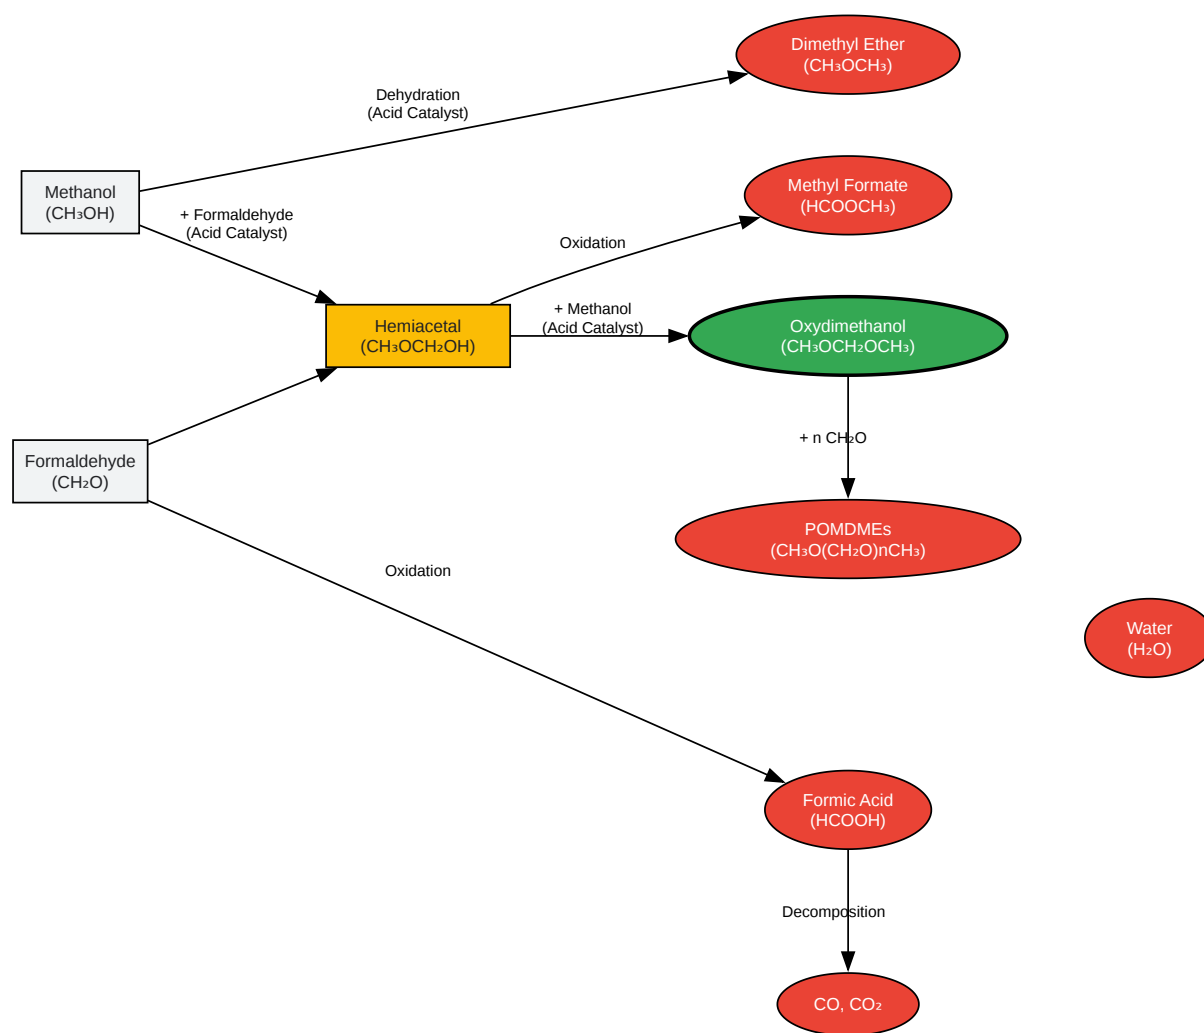 Dimethyl Ether
(CH₃OCH₃)
Dehydration
(Acid Catalyst)
Methanol
(CH₃OH)
Methyl Formate
(HCOOCH₃)
+ Formaldehyde
(Acid Catalyst)
Oxidation
Hemiacetal
(CH₃OCH₂OH)
+ Methanol
(Acid Catalyst)
Oxydimethanol
(CH₃OCH₂OCH₃)
Formaldehyde
(CH₂O)
+ n CH₂O
POMDMEs
(CH₃O(CH₂O)nCH₃)
Oxidation
Water
(H₂O)
Formic Acid
(HCOOH)
Decomposition
CO, CO₂